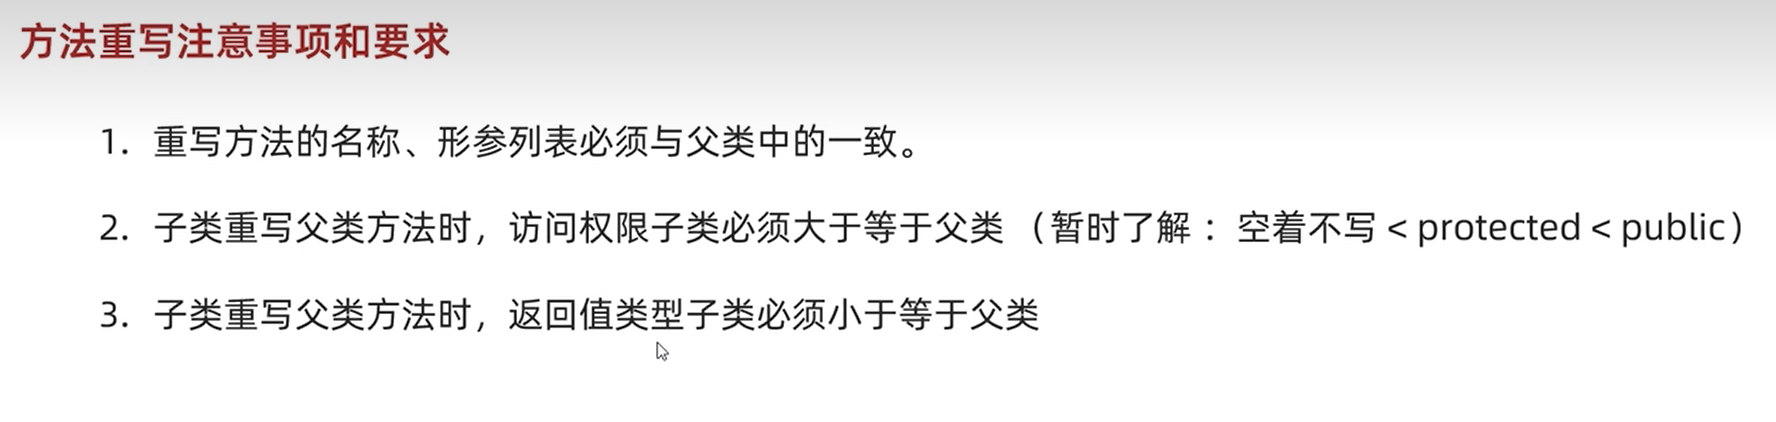 方法重写注意事项和要求
1. 重写方法的名称、形参列表必须与父类中的一致。
2. 子类重写父类方法时，访问权限子类必须大于等于父类（暂时了解：空着不写 < protected < public）
3. 子类重写父类方法时，返回值类型子类必须小于等于父类